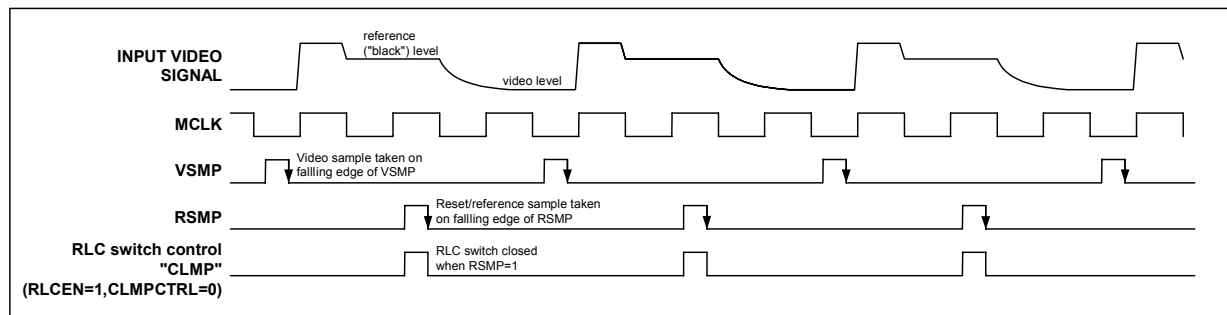 INPUT VIDEO
SIGNAL
reference
("black") level
video level
MCLK
VSMP
Video sample taken on
fallling edge of VSMP
RSMP
Reset/reference sample taken
on fallling edge of RSMP
RLC switch control
"CLMP"
(RLCEN=1,CLMPCTRL=0)
RLC switch closed
when RSMP=1